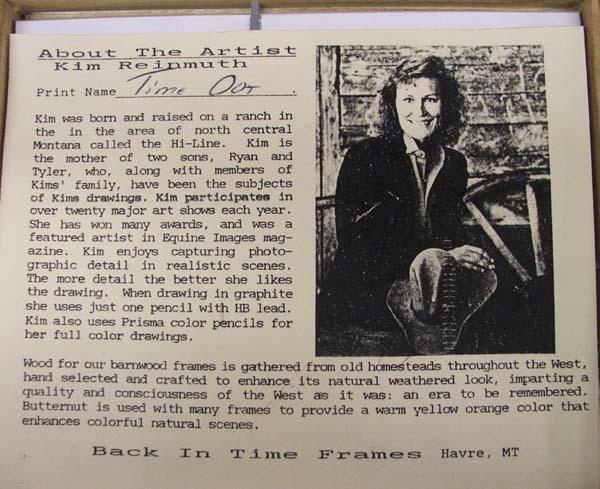 About The Artist
Kim Reinmuth
Print Name Time Out .
Kim was born and raised on a ranch in
the in the area of north central
Montana called the Hi-Line. Kim is
the mother of two sons, Ryan and
Tyler, who, along with members of
Kims' family, have been the subjects
of Kims drawings. Kim participates in
over twenty major art shows each year.
She has won many awards, and was a
featured artist in Equine Images mag-
azine. Kim enjoys capturing photo-
graphic detail in realistic scenes.
The more detail the better she likes
the drawing. When drawing in graphite
she uses just one pencil with HB lead.
Kim also uses Prisma color pencils for
her full color drawings.
Wood for our barnwood frames is gathered from old homesteads throughout the West,
hand selected and crafted to enhance its natural weathered look, imparting a
quality and consciousness of the West as it was: an era to be remembered.
Butternut is used with many frames to provide a warm yellow orange color that
enhances colorful natural scenes.
Back In Time Frames Havre, MT